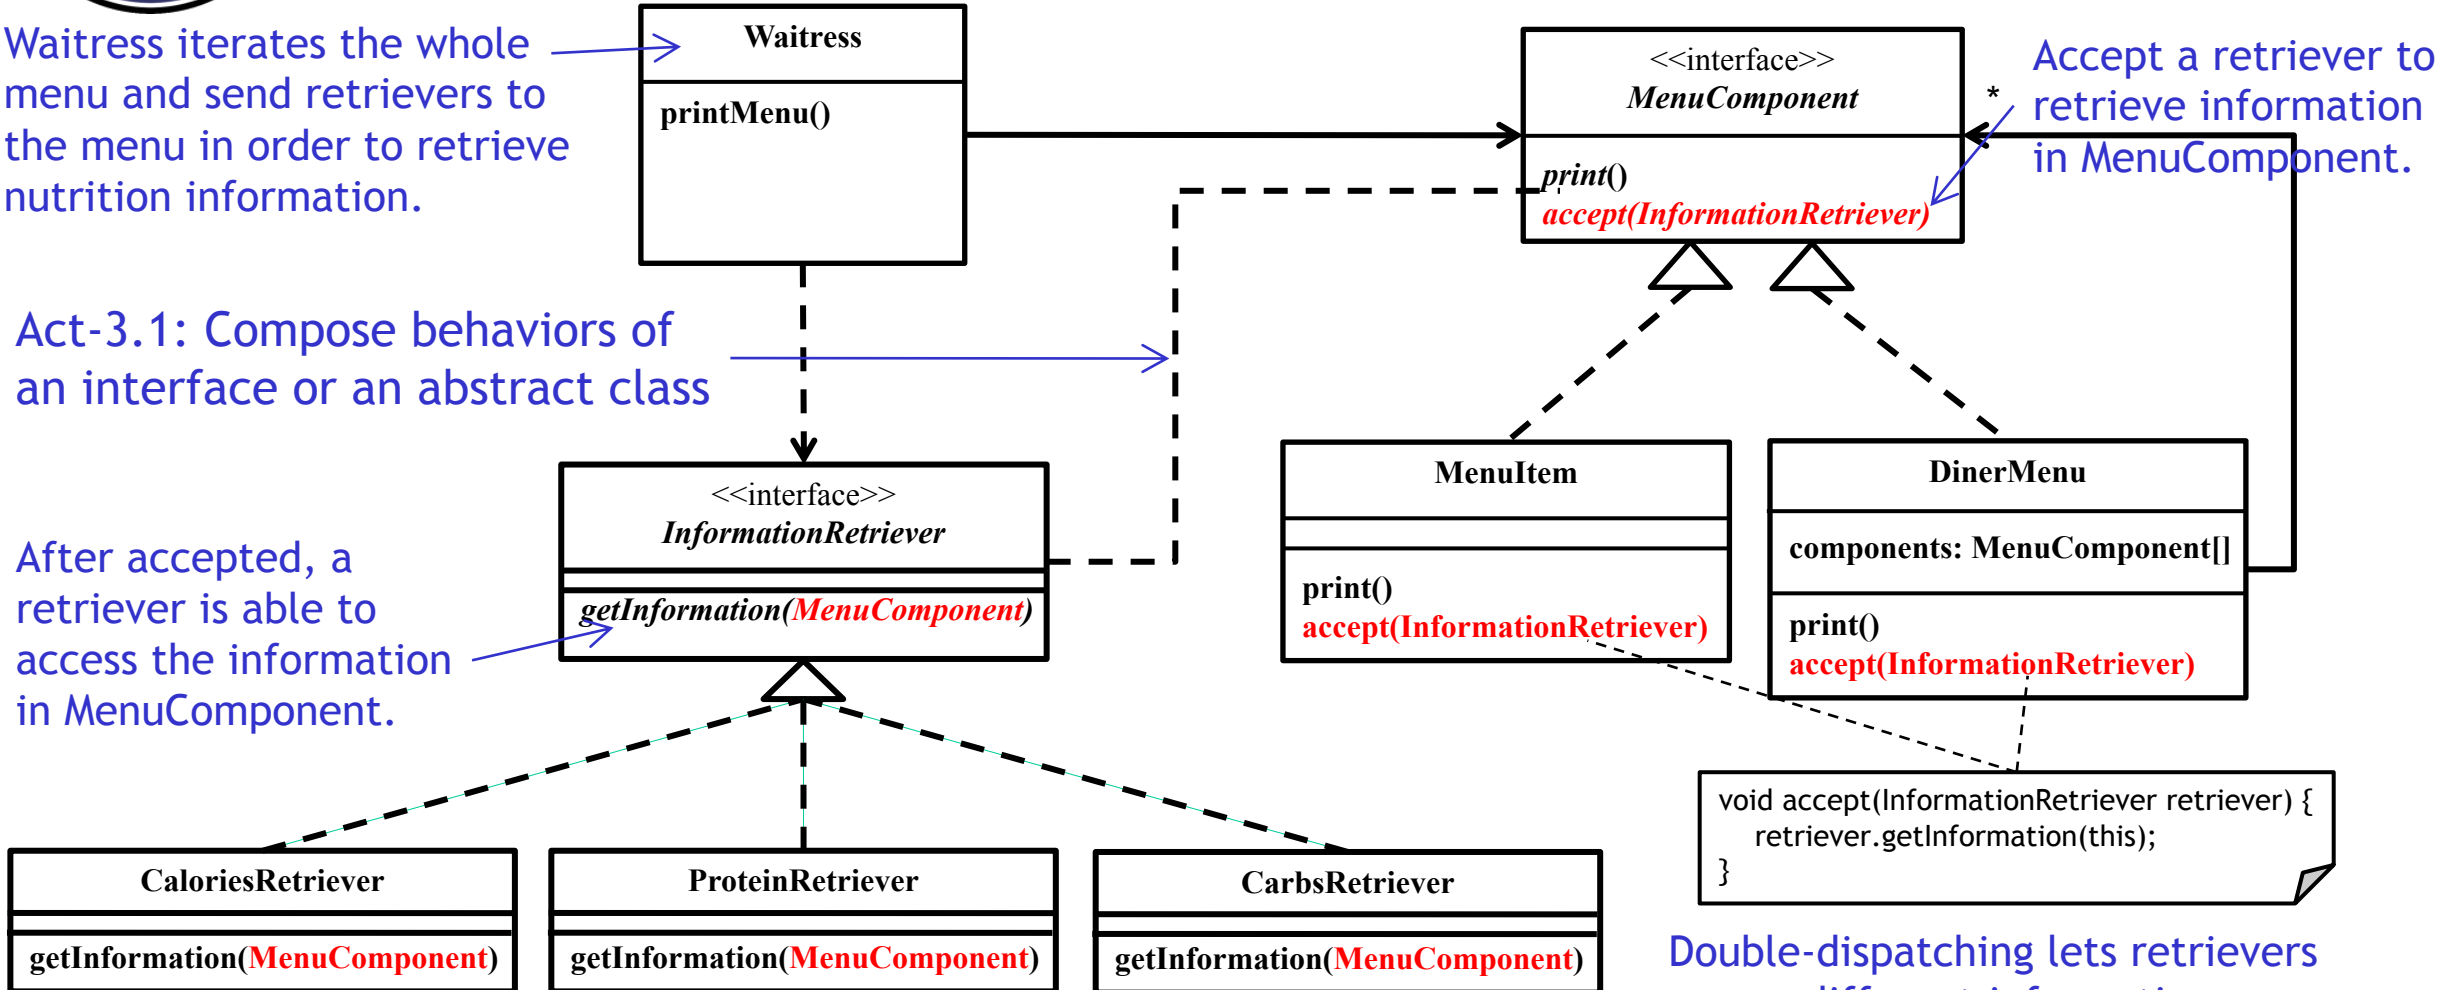 Waitress iterates the whole
menu and send retrievers to
the menu in order to retrieve
nutrition information.
Waitress
printMenu()
<<interface>>
MenuComponent
*
print()
accept(InformationRetriever)
Accept a retriever to
retrieve information
in MenuComponent.
Act-3.1: Compose behaviors of
an interface or an abstract class
<<interface>>
InformationRetriever
getInformation(MenuComponent)
After accepted, a
retriever is able to
access the information
in MenuComponent.
MenuItem
print()
accept(InformationRetriever)
DinerMenu
components: MenuComponent[]
print()
accept(InformationRetriever)
void accept(InformationRetriever retriever) {
retriever.getInformation(this);
}
CaloriesRetriever
getInformation(MenuComponent)
ProteinRetriever
getInformation(MenuComponent)
CarbsRetriever
getInformation(MenuComponent)
Double-dispatching lets retrievers
different information